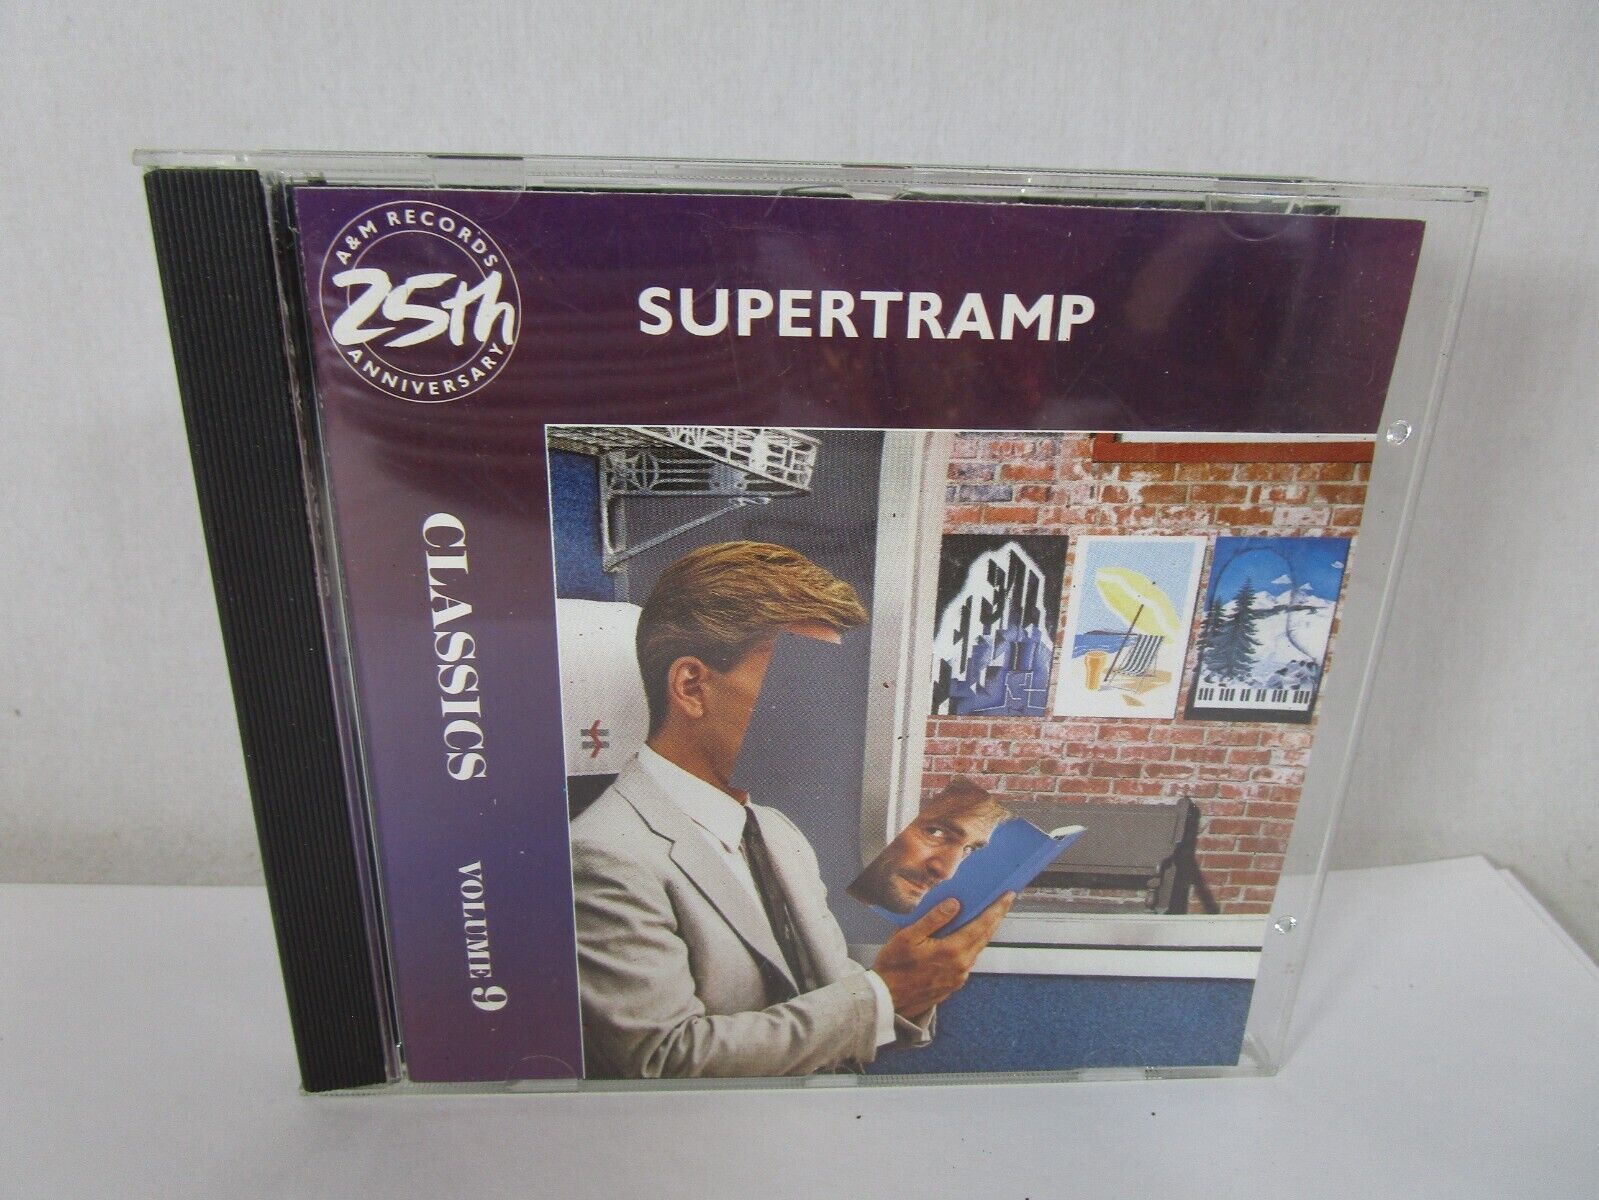 A&M RECORDS
25th
ANNIVERSARY
SUPERTRAMP
CLASSICS VOLUME 9